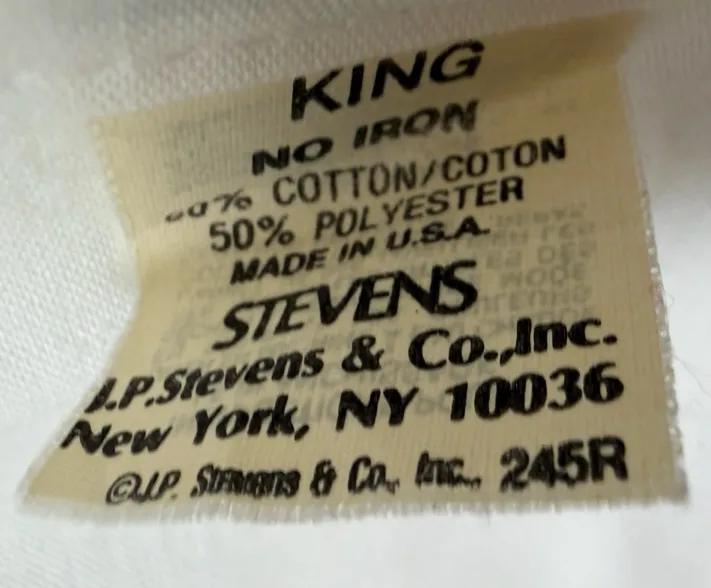 KING
NO IRON
50% COTTON/COTON
50% POLYESTER
MADE IN U.S.A.
STEVENS
J.P. Stevens & Co., Inc.
New York, NY 10036
©J.P. Stevens & Co., Inc. 245R